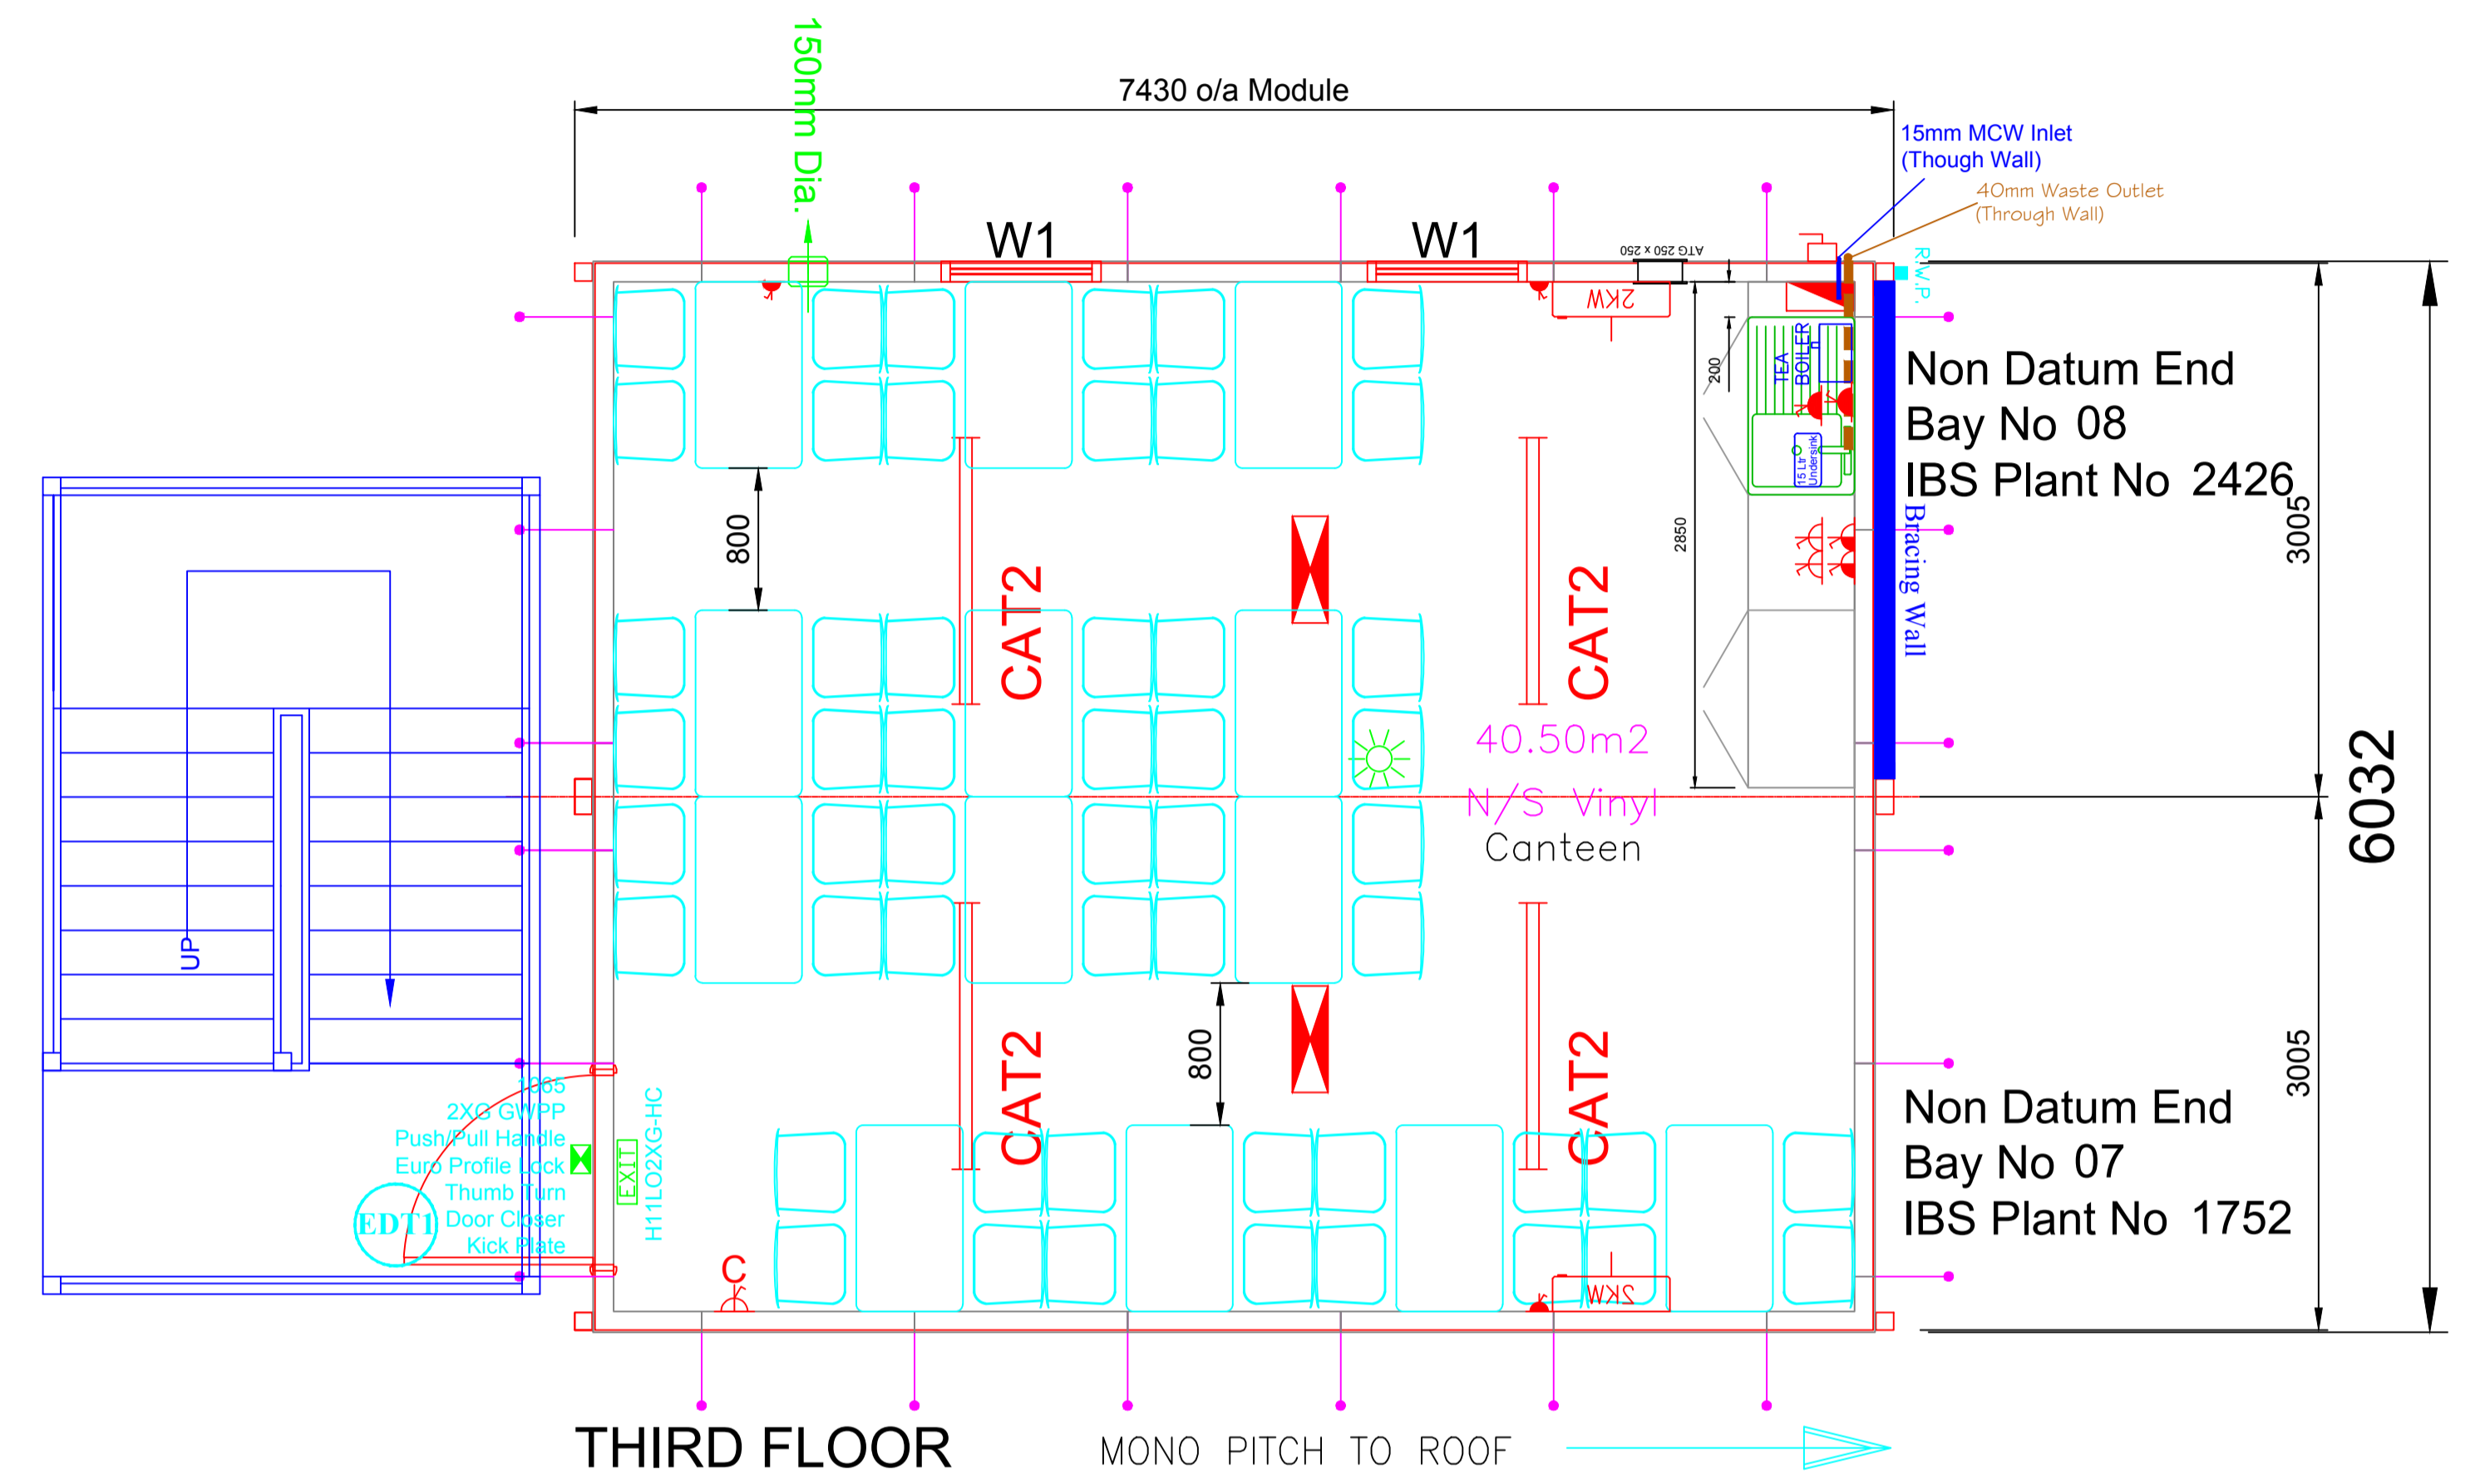 150mm Dia.
7430 o/a Module
15mm MCW Inlet
(Though Wall)
40mm Waste Outlet
(Through Wall)
W1
W1
ATG 250 x 250
R.W.P.
2KW
TEA
BOILER
200
15 Ltr
Undersink
Non Datum End
Bay No 08
IBS Plant No 2426
Bracing Wall
800
2850
3005
CAT2
CAT2
40.50m2
N/S Vinyl
Canteen
6032
UP
800
3005
CAT2
CAT2
1065
2XG GWPP
Push/Pull Handle
Euro Profile Lock
Thumb Turn
Door Closer
Kick Plate
EDT1
EXIT
H11LO2XG-HC
Non Datum End
Bay No 07
IBS Plant No 1752
C
2KW
THIRD FLOOR
MONO PITCH TO ROOF